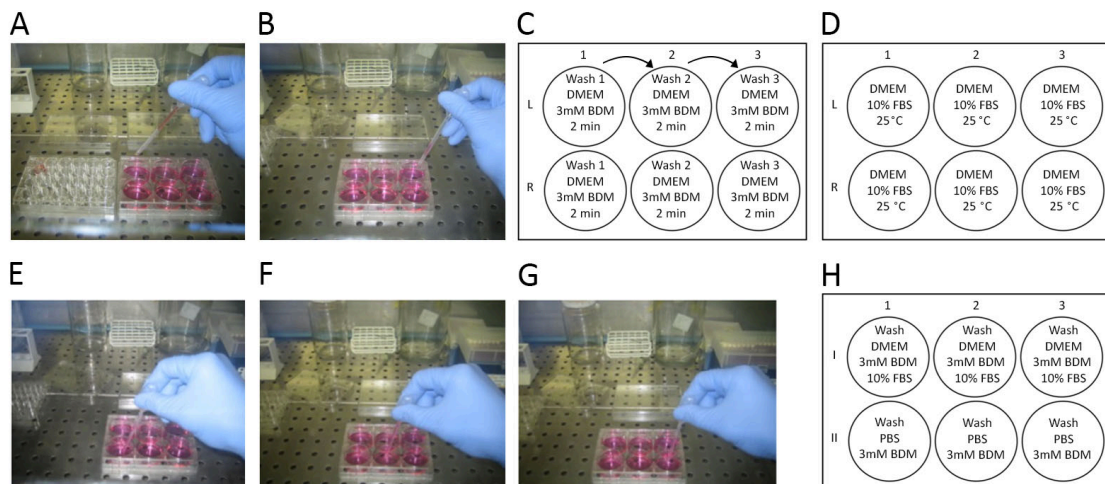 A
B
C
D
1 2 3
L
Wash 1
DMEM
3mM BDM
2 min
Wash 2
DMEM
3mM BDM
2 min
Wash 3
DMEM
3mM BDM
2 min
R
Wash 1
DMEM
3mM BDM
2 min
Wash 2
DMEM
3mM BDM
2 min
Wash 3
DMEM
3mM BDM
2 min
1 2 3
L
DMEM
10% FBS
25 °C
DMEM
10% FBS
25 °C
DMEM
10% FBS
25 °C
R
DMEM
10% FBS
25 °C
DMEM
10% FBS
25 °C
DMEM
10% FBS
25 °C
E
F
G
H
1 2 3
I
Wash
DMEM
3mM BDM
10% FBS
Wash
DMEM
3mM BDM
10% FBS
Wash
DMEM
3mM BDM
10% FBS
II
Wash
PBS
3mM BDM
Wash
PBS
3mM BDM
Wash
PBS
3mM BDM